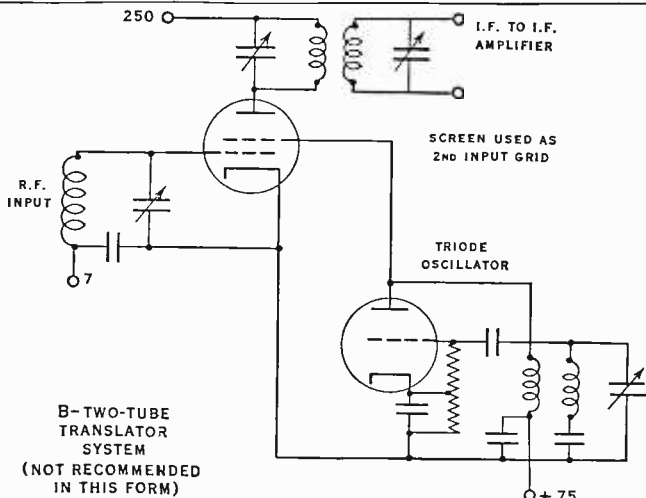 250
I.F. TO I.F.
AMPLIFIER
SCREEN USED AS
2ND INPUT GRID
R.F.
INPUT
7
TRIODE
OSCILLATOR
B-TWO-TUBE
TRANSLATOR
SYSTEM
(NOT RECOMMENDED
IN THIS FORM)
+75